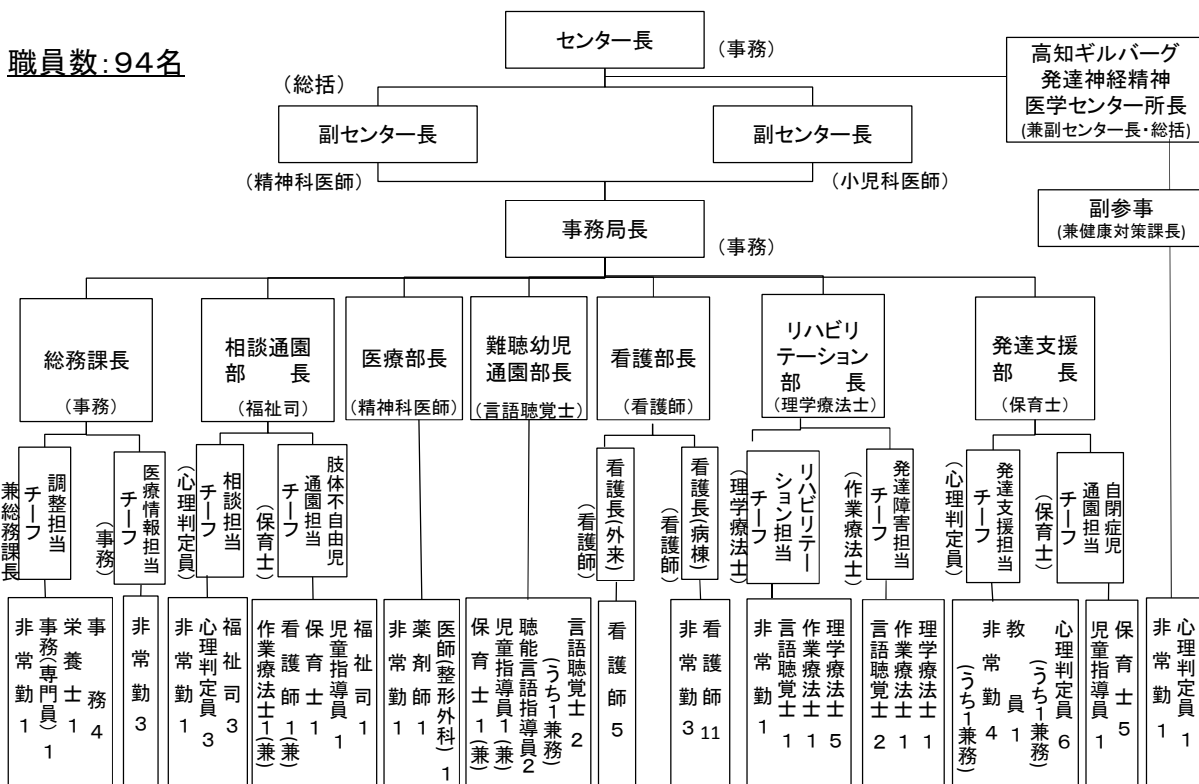 職員数：94名
センター長
（事務）
高知ギルバーグ
発達神経精神
医学センター所長
(兼副センター長・総括)
（総括）
副センター長
（精神科医師）
副センター長
（小児科医師）
副参事
(兼健康対策課長)
事務局長
（事務）
総務課長
（事務）
相談通園
部　長
（福祉司）
医療部長
（精神科医師）
難聴幼児
通園部長
（言語聴覚士）
看護部長
（看護師）
リハビリ
テーション
部　長
（理学療法士）
発達支援
部　長
（保育士）
調整担当
チーフ
兼総務課長
医療情報担当
チーフ
（事務）
相談担当
チーフ
（心理判定員）
肢体不自由児
通園担当
チーフ
（保育士）
看護長(外来)
（看護師）
看護長(病棟)
（看護師）
リハビリテー
ション担当
チーフ
（理学療法士）
発達障害担当
チーフ
（作業療法士）
発達支援担当
チーフ
（心理判定員）
自閉症児
通園担当
チーフ
（保育士）
事務 4
栄養士 1
事務(専門員) 1
非常勤 1
非常勤 3
福祉司 3
心理判定員 3
非常勤 1
福祉司 1
児童指導員 1
保育士 1
看護師 1(兼)
作業療法士1(兼)
医師(整形外科) 1
薬剤師 1
非常勤 1
言語聴覚士 2
(うち1兼務)
聴能言語指導員2
児童指導員1(兼)
保育士 1(兼)
看護師 5
看護師 11
非常勤 3
理学療法士 5
作業療法士 1
言語聴覚士 1
非常勤 1
理学療法士 1
作業療法士 1
言語聴覚士 2
心理判定員 6
(うち1兼務)
教員 1
非常勤 4
(うち1兼務)
保育士 5
児童指導員 1
心理判定員 1
非常勤 1